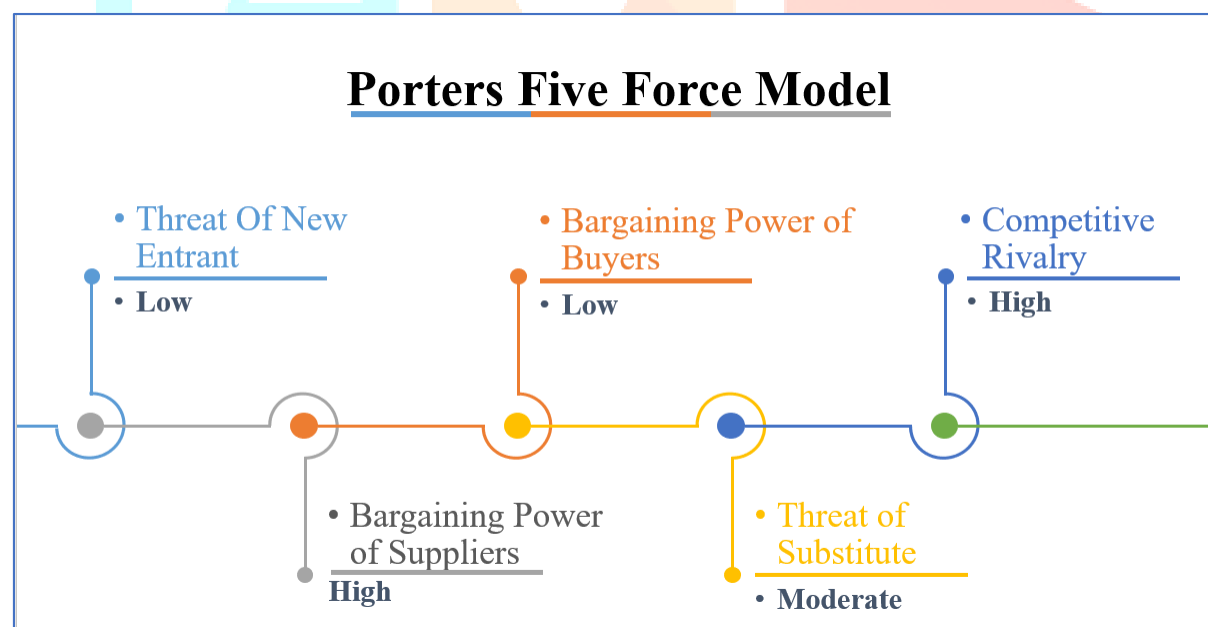 Porters Five Force Model
• Threat Of New
Entrant
• Low
• Bargaining Power
of Suppliers
High
• Bargaining Power of
Buyers
• Low
• Threat of
Substitute
• Moderate
• Competitive
Rivalry
• High